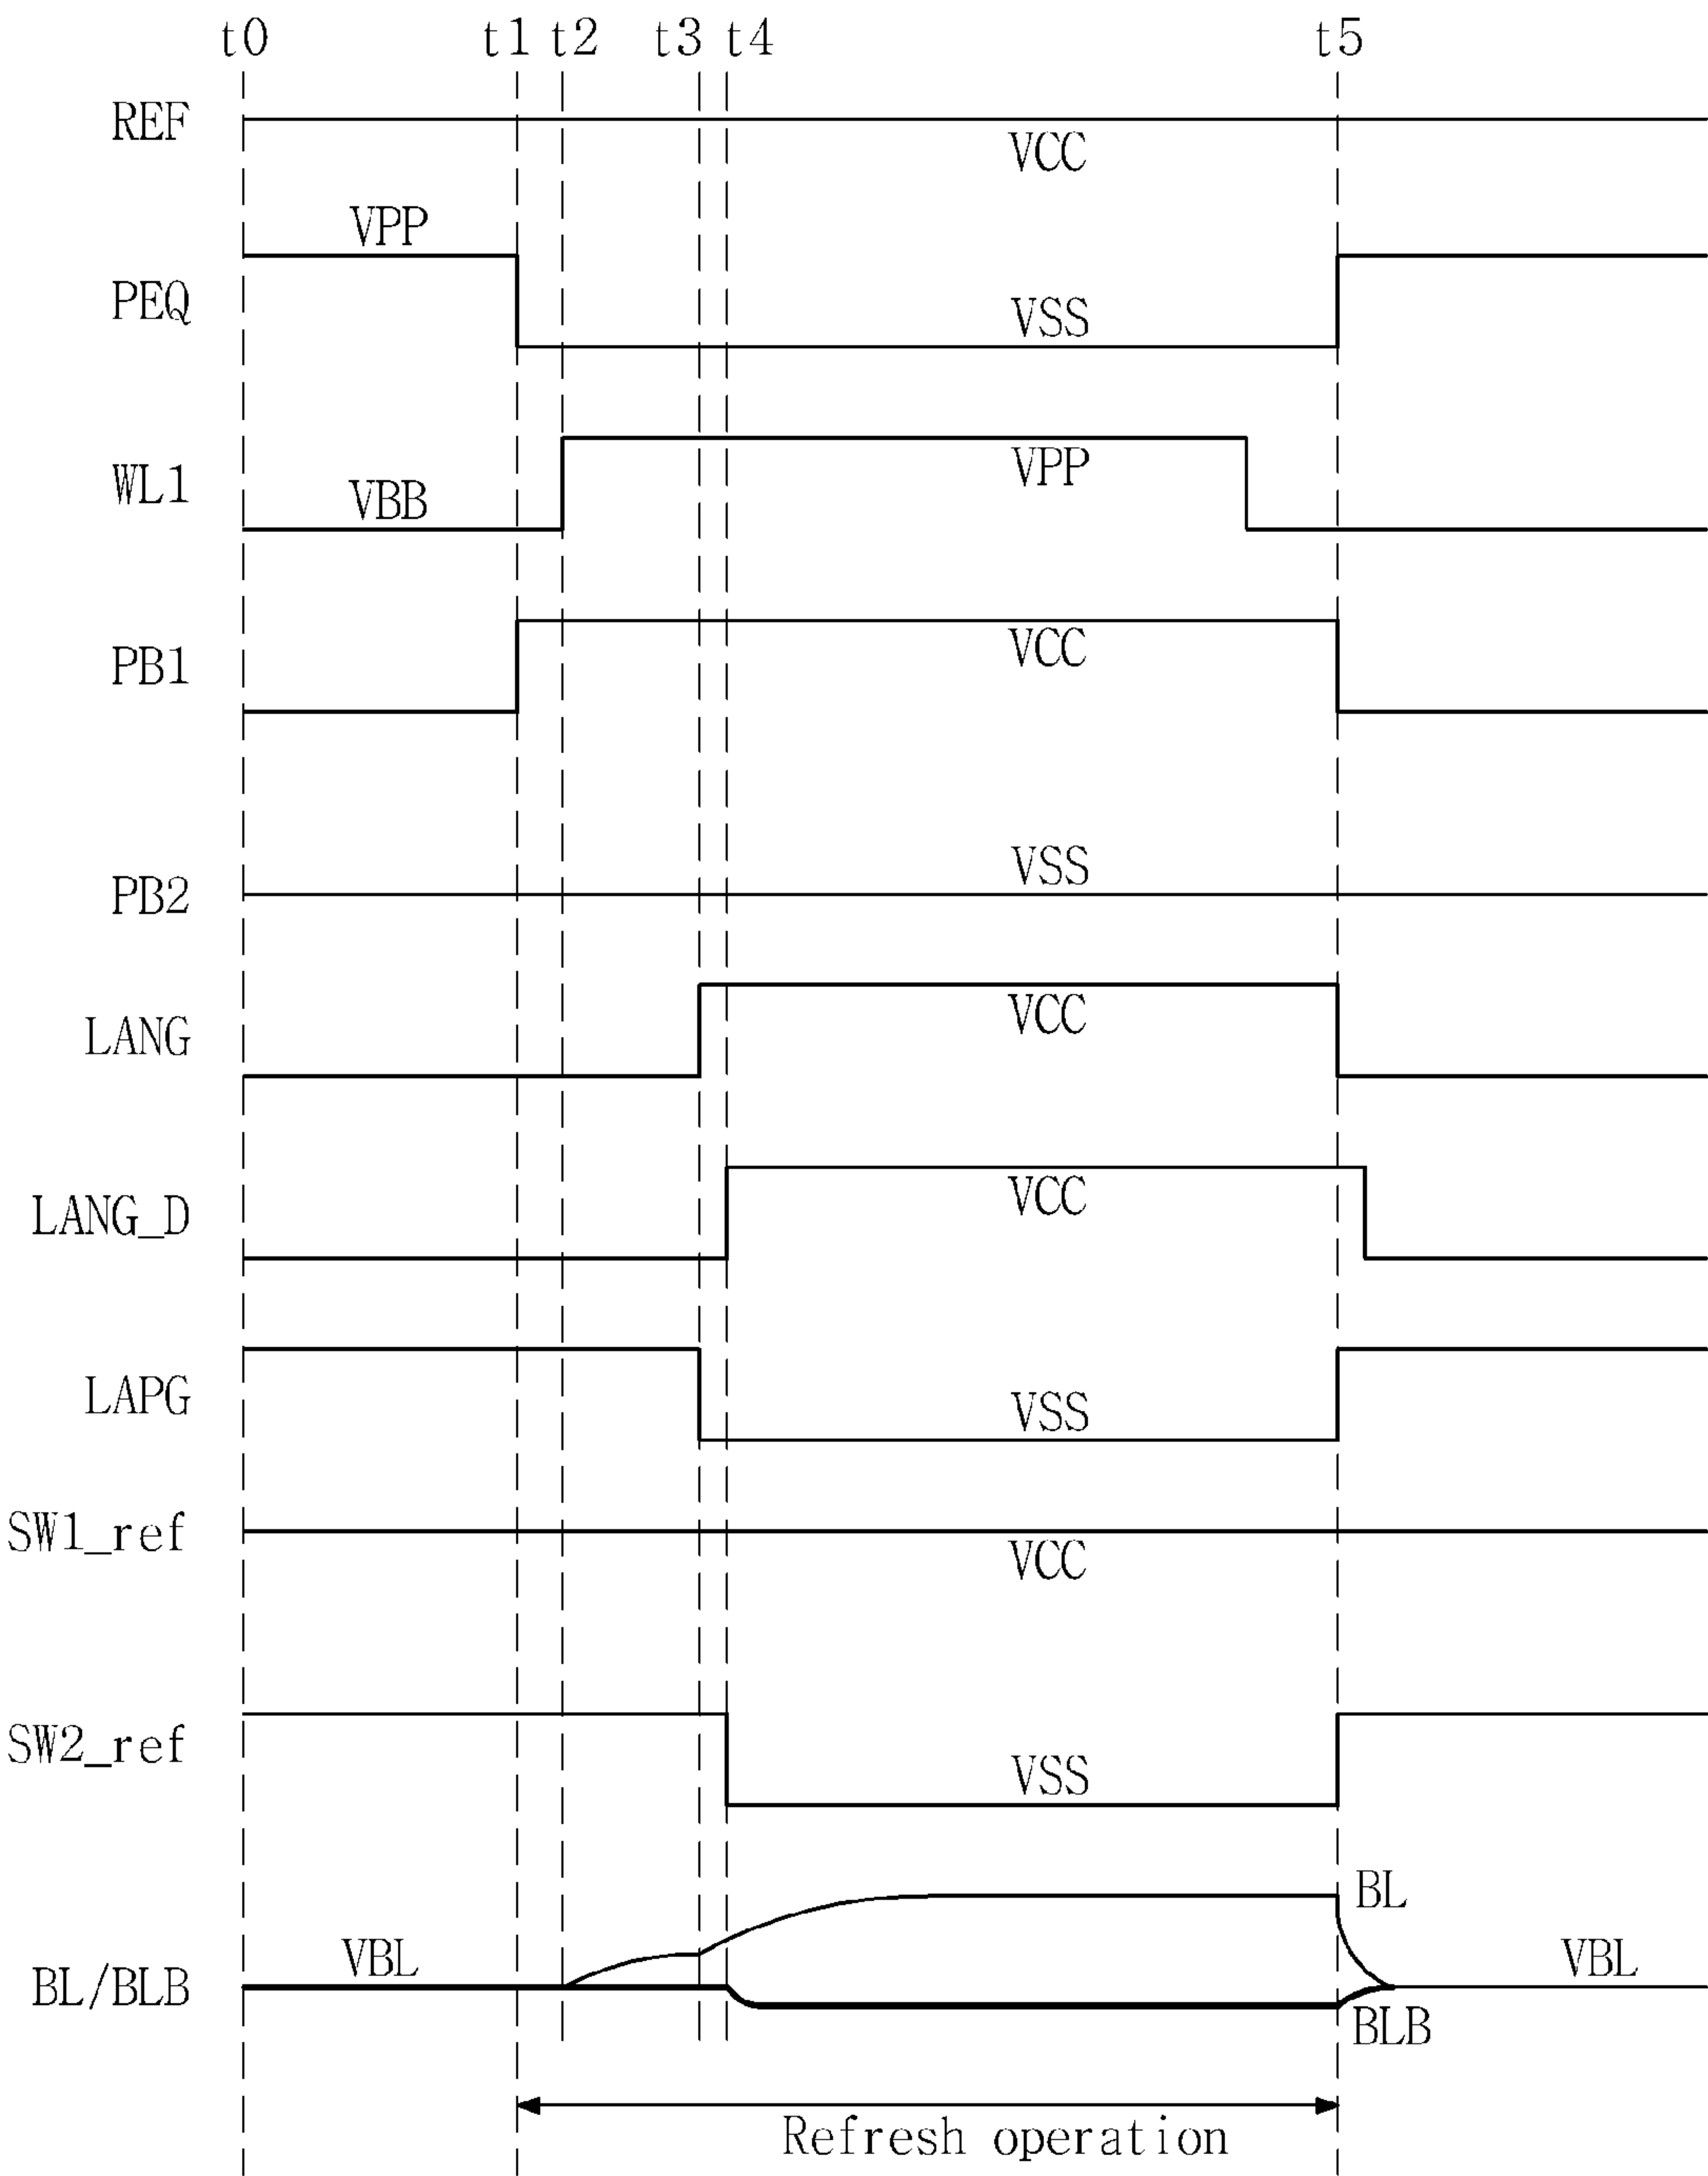 t0 t1 t2 t3 t4 t5
REF
VCC
VPP
PEQ
VSS
WL1
VBB
VPP
PB1
VCC
PB2
VSS
LANG
VCC
LANG_D
VCC
LAPG
VSS
SW1_ref
VCC
SW2_ref
VSS
BL
VBL
VBL
BL/BLB
BLB
Refresh operation